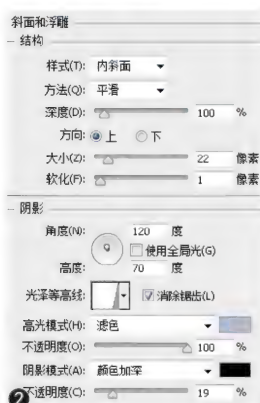 斜面和浮雕
结构
样式(T): 内斜面
方法(Q): 平滑
深度(D): 100 %
方向: 上 下
大小(Z): 22 像素
软化(F): 1 像素
阴影
角度(N): 120 度
使用全局光(G)
高度: 70 度
光泽等高线: 消除锯齿(L)
高光模式(H): 滤色
不透明度(O): 100 %
阴影模式(A): 颜色加深
不透明度(C): 19 %
2